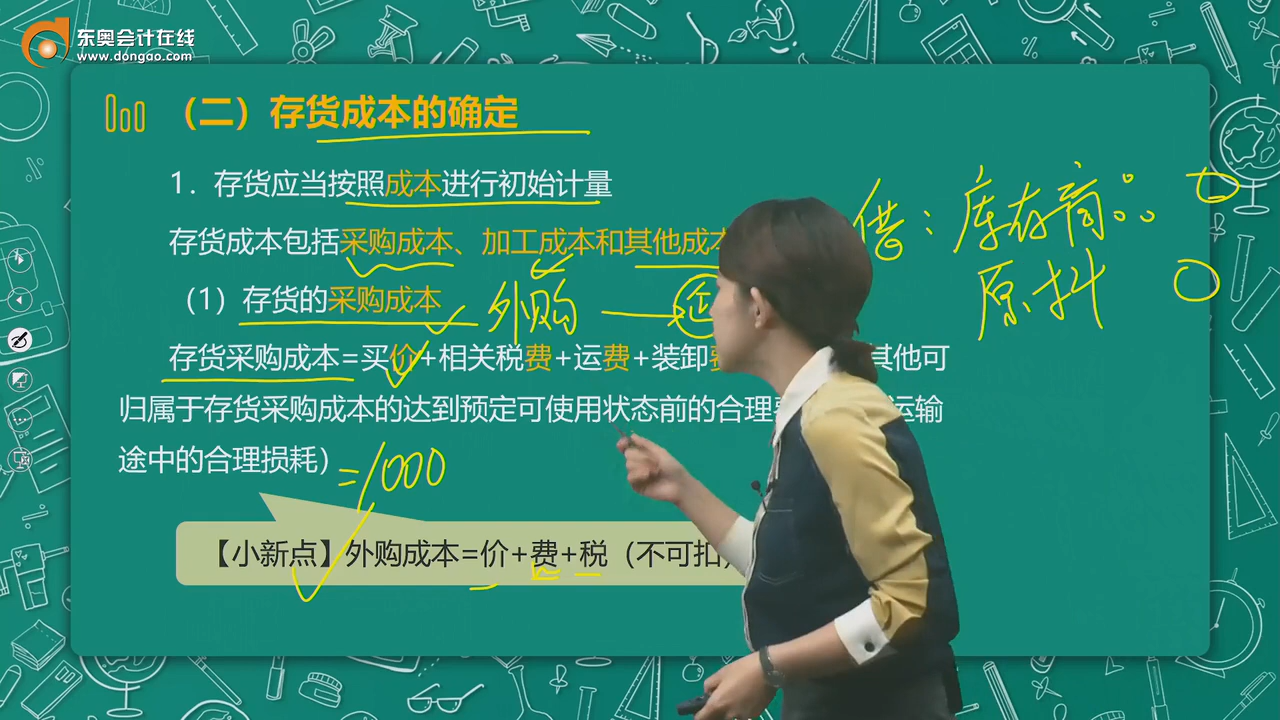 东奥会计在线
www.dongao.com
（二）存货成本的确定
1．存货应当按照成本进行初始计量
存货成本包括采购成本、加工成本和其他成本
借：库存商品
原料
（1）存货的采购成本
外购
存货采购成本=买价+相关税费+运费+装卸费
其他可
归属于存货采购成本的达到预定可使用状态前的合理
运输
途中的合理损耗）
=1000
【小新点】外购成本=价+费+税（不可扣